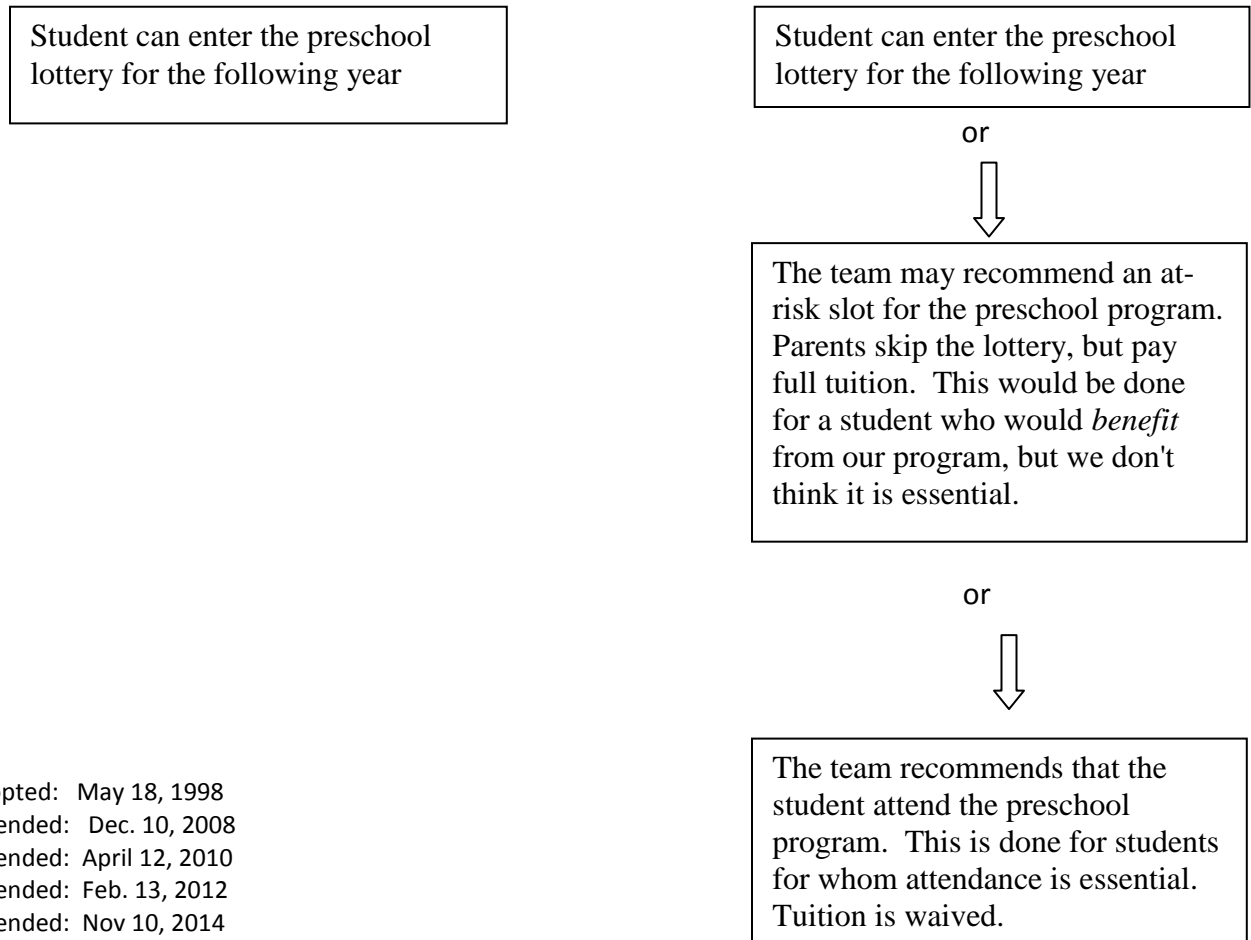 Student can enter the preschool
lottery for the following year
Student can enter the preschool
lottery for the following year
or
The team may recommend an at-
risk slot for the preschool program.
Parents skip the lottery, but pay
full tuition.  This would be done
for a student who would benefit
from our program, but we don't
think it is essential.
or
The team recommends that the
student attend the preschool
program.  This is done for students
for whom attendance is essential.
Tuition is waived.
pted:   May 18, 1998
ended:   Dec. 10, 2008
ended:  April 12, 2010
ended:  Feb. 13, 2012
ended:  Nov 10, 2014